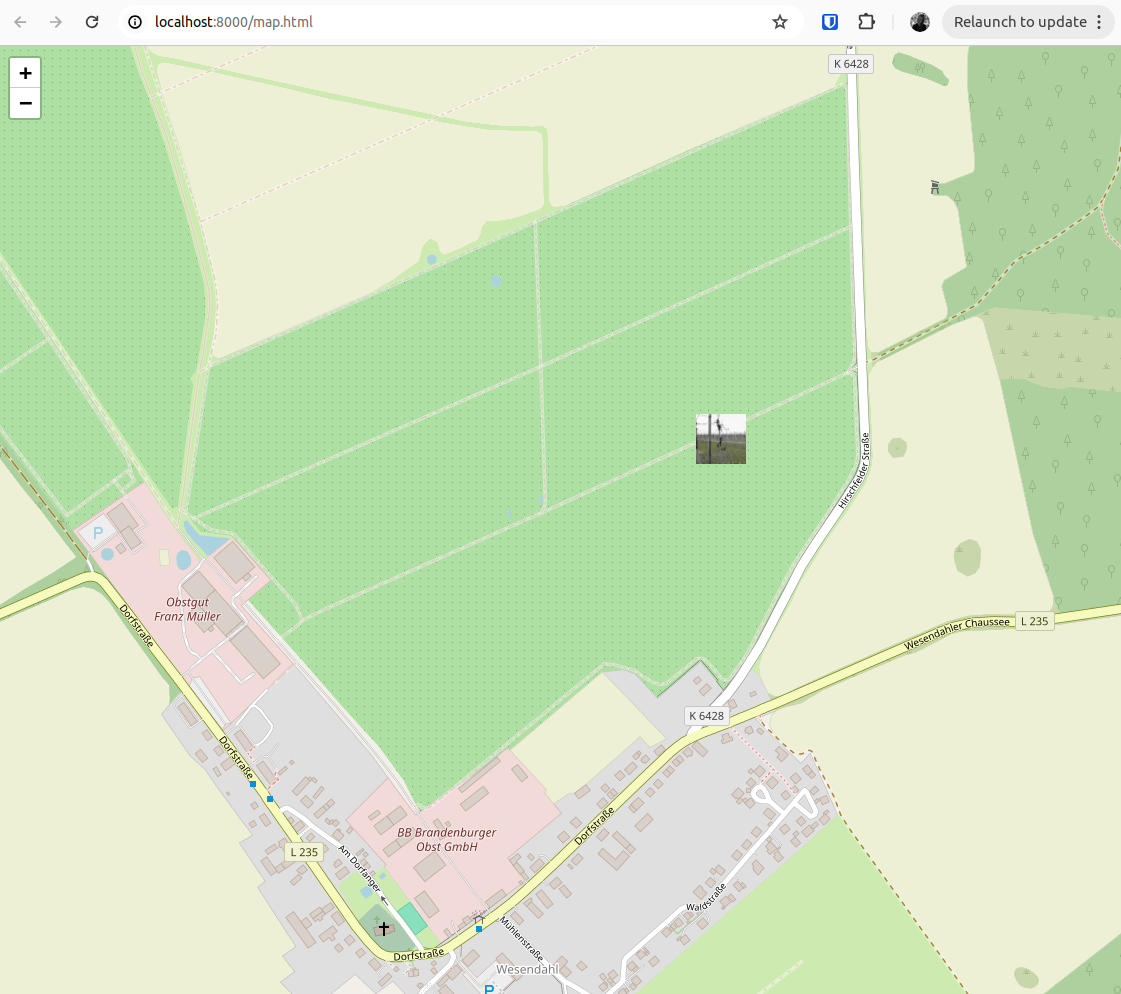 localhost:8000/map.html
Relaunch to update
+
−
K 6428
Hirschfelder Straße
P
Obstgut
Franz Müller
Dorfstraße
Wesendahler Chaussee
L 235
K 6428
Dorfstraße
BB Brandenburger
Obst GmbH
Dorfstraße
L 235
Am Dorfanger
Waldstraße
Mühlenstraße
Dorfstraße
Wesendahl
P